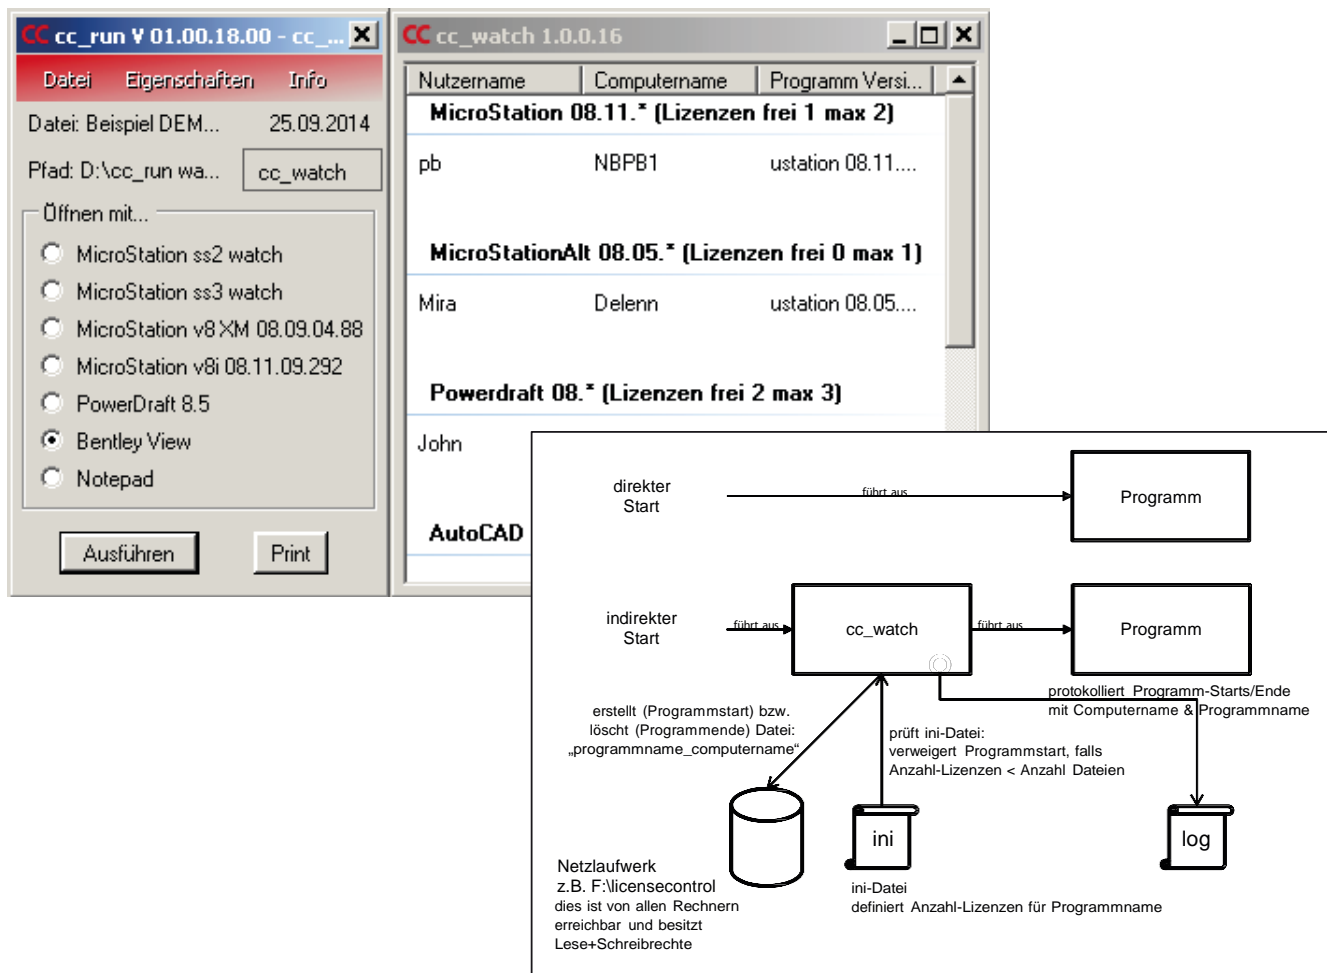 CC cc_run V 01.00.18.00 - cc_...
Datei Eigenschaften Info
Datei: Beispiel DEM... 25.09.2014
Pfad: D:\cc_run wa... cc_watch
Öffnen mit...
MicroStation ss2 watch
MicroStation ss3 watch
MicroStation v8 XM 08.09.04.88
MicroStation v8i 08.11.09.292
PowerDraft 8.5
Bentley View
Notepad
Ausführen Print
CC cc_watch 1.0.0.16
Nutzername Computername Programm Versi...
MicroStation 08.11.* (Lizenzen frei 1 max 2)
pb NBPB1 ustation 08.11....
MicroStationAlt 08.05.* (Lizenzen frei 0 max 1)
Mira Delenn ustation 08.05....
Powerdraft 08.* (Lizenzen frei 2 max 3)
John
AutoCAD
direkter
Start
führt aus
Programm
indirekter
Start
führt aus
cc_watch
führt aus
Programm
protokolliert Programm-Starts/Ende
mit Computername & Programmname
erstellt (Programmstart) bzw.
löscht (Programmende) Datei:
„programmname_computername“
prüft ini-Datei:
verweigert Programmstart, falls
Anzahl-Lizenzen < Anzahl Dateien
ini
log
Netzlaufwerk
z.B. F:\licensecontrol
dies ist von allen Rechnern
erreichbar und besitzt
Lese+Schreibrechte
ini-Datei
definiert Anzahl-Lizenzen für Programmname